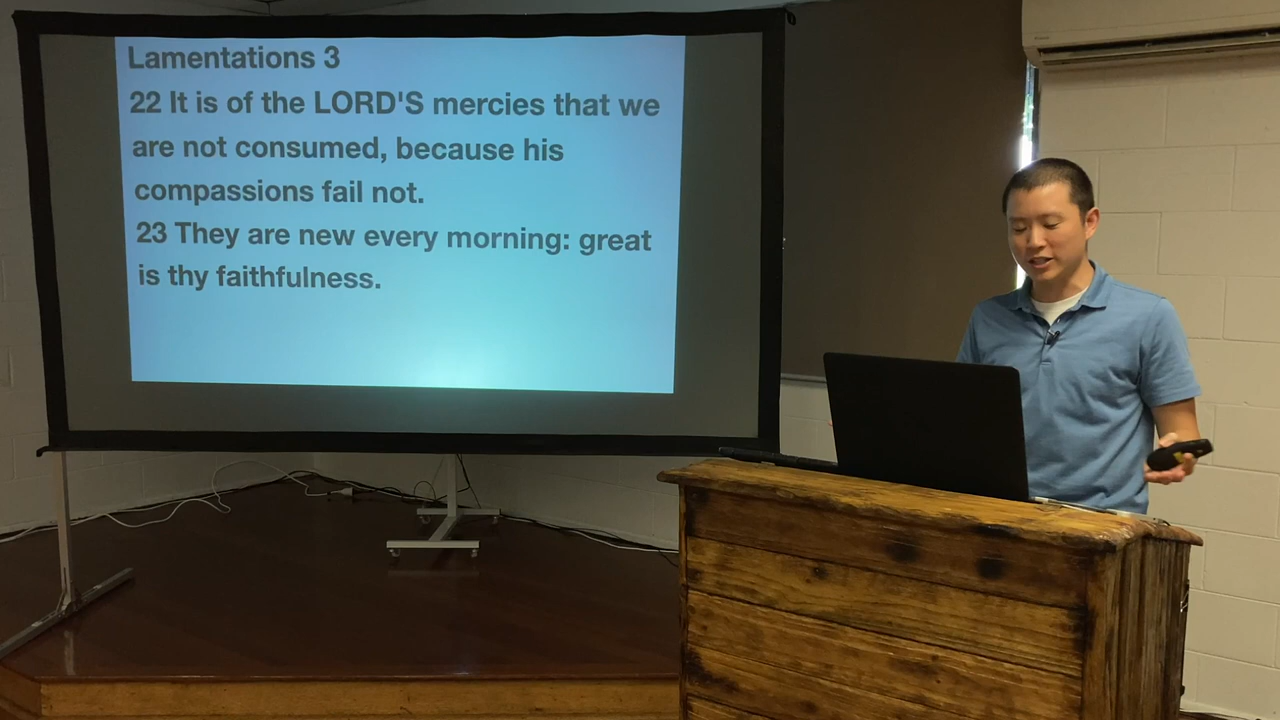 Lamentations 3
22 It is of the LORD'S mercies that we
are not consumed, because his
compassions fail not.
23 They are new every morning: great
is thy faithfulness.